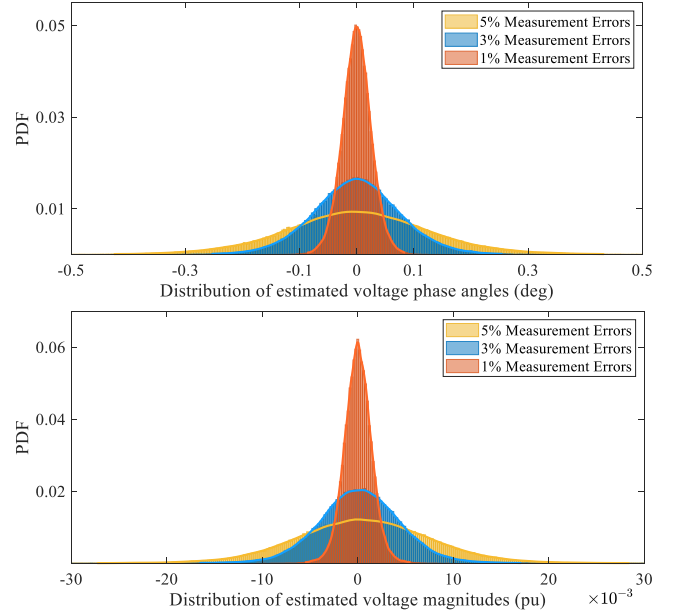 0.05
0.03
0.01
PDF
5% Measurement Errors
3% Measurement Errors
1% Measurement Errors
-0.5 -0.3 -0.1 0 0.1 0.3 0.5
Distribution of estimated voltage phase angles (deg)
0.06
0.04
0.02
PDF
5% Measurement Errors
3% Measurement Errors
1% Measurement Errors
-30 -20 -10 0 10 20 30
Distribution of estimated voltage magnitudes (pu) ×10⁻³